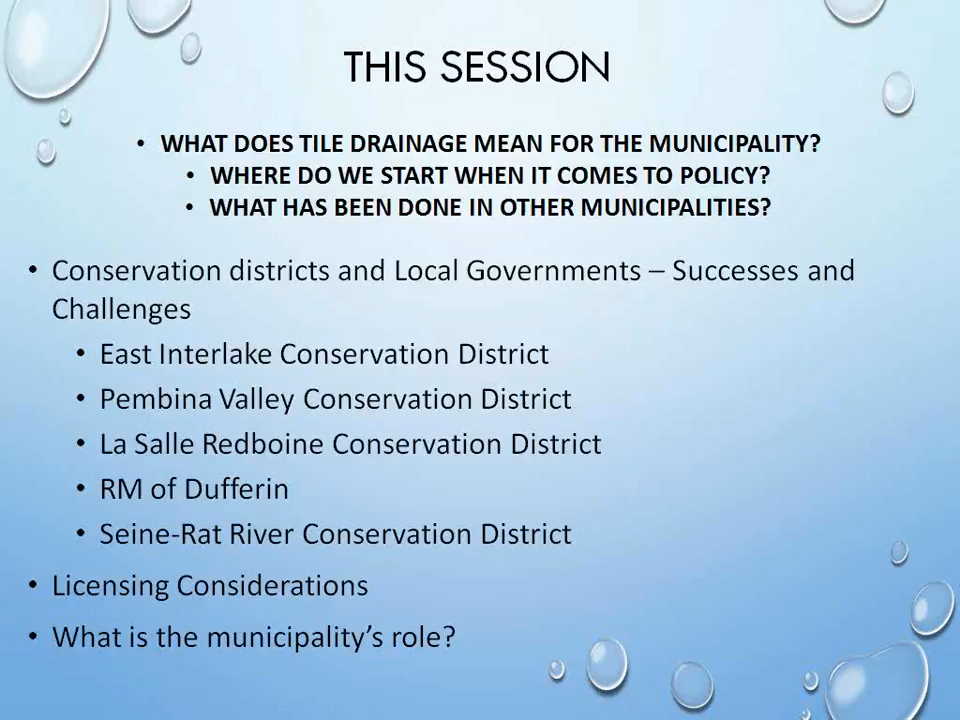 THIS SESSION
• WHAT DOES TILE DRAINAGE MEAN FOR THE MUNICIPALITY?
• WHERE DO WE START WHEN IT COMES TO POLICY?
• WHAT HAS BEEN DONE IN OTHER MUNICIPALITIES?
• Conservation districts and Local Governments – Successes and
Challenges
• East Interlake Conservation District
• Pembina Valley Conservation District
• La Salle Redboine Conservation District
• RM of Dufferin
• Seine-Rat River Conservation District
• Licensing Considerations
• What is the municipality's role?